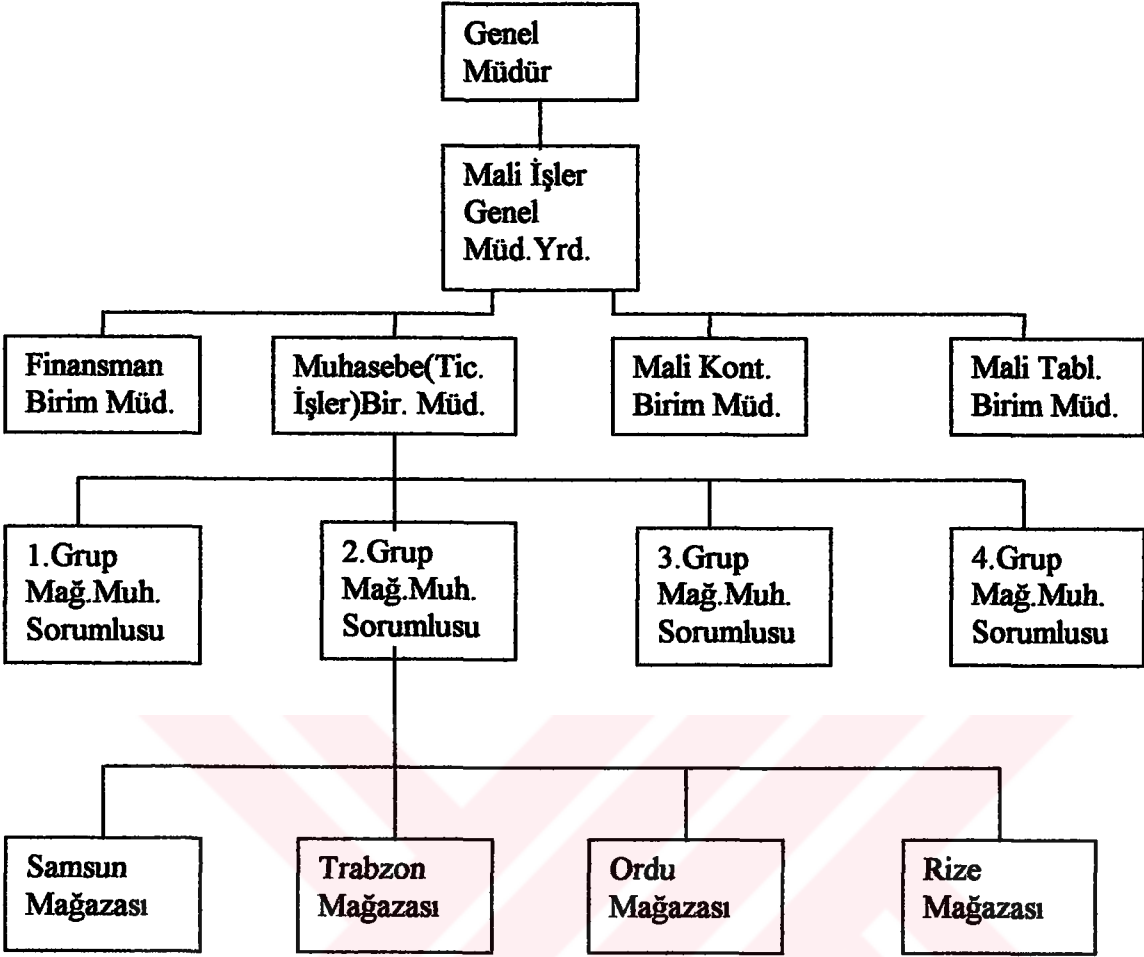 Genel
Müdür
Mali İşler
Genel
Müd.Yrd.
Finansman
Birim Müd.
Muhasebe(Tic.
İşler)Bir. Müd.
Mali Kont.
Birim Müd.
Mali Tabl.
Birim Müd.
1.Grup
Mağ.Muh.
Sorumlusu
2.Grup
Mağ.Muh.
Sorumlusu
3.Grup
Mağ.Muh.
Sorumlusu
4.Grup
Mağ.Muh.
Sorumlusu
Samsun
Mağazası
Trabzon
Mağazası
Ordu
Mağazası
Rize
Mağazası